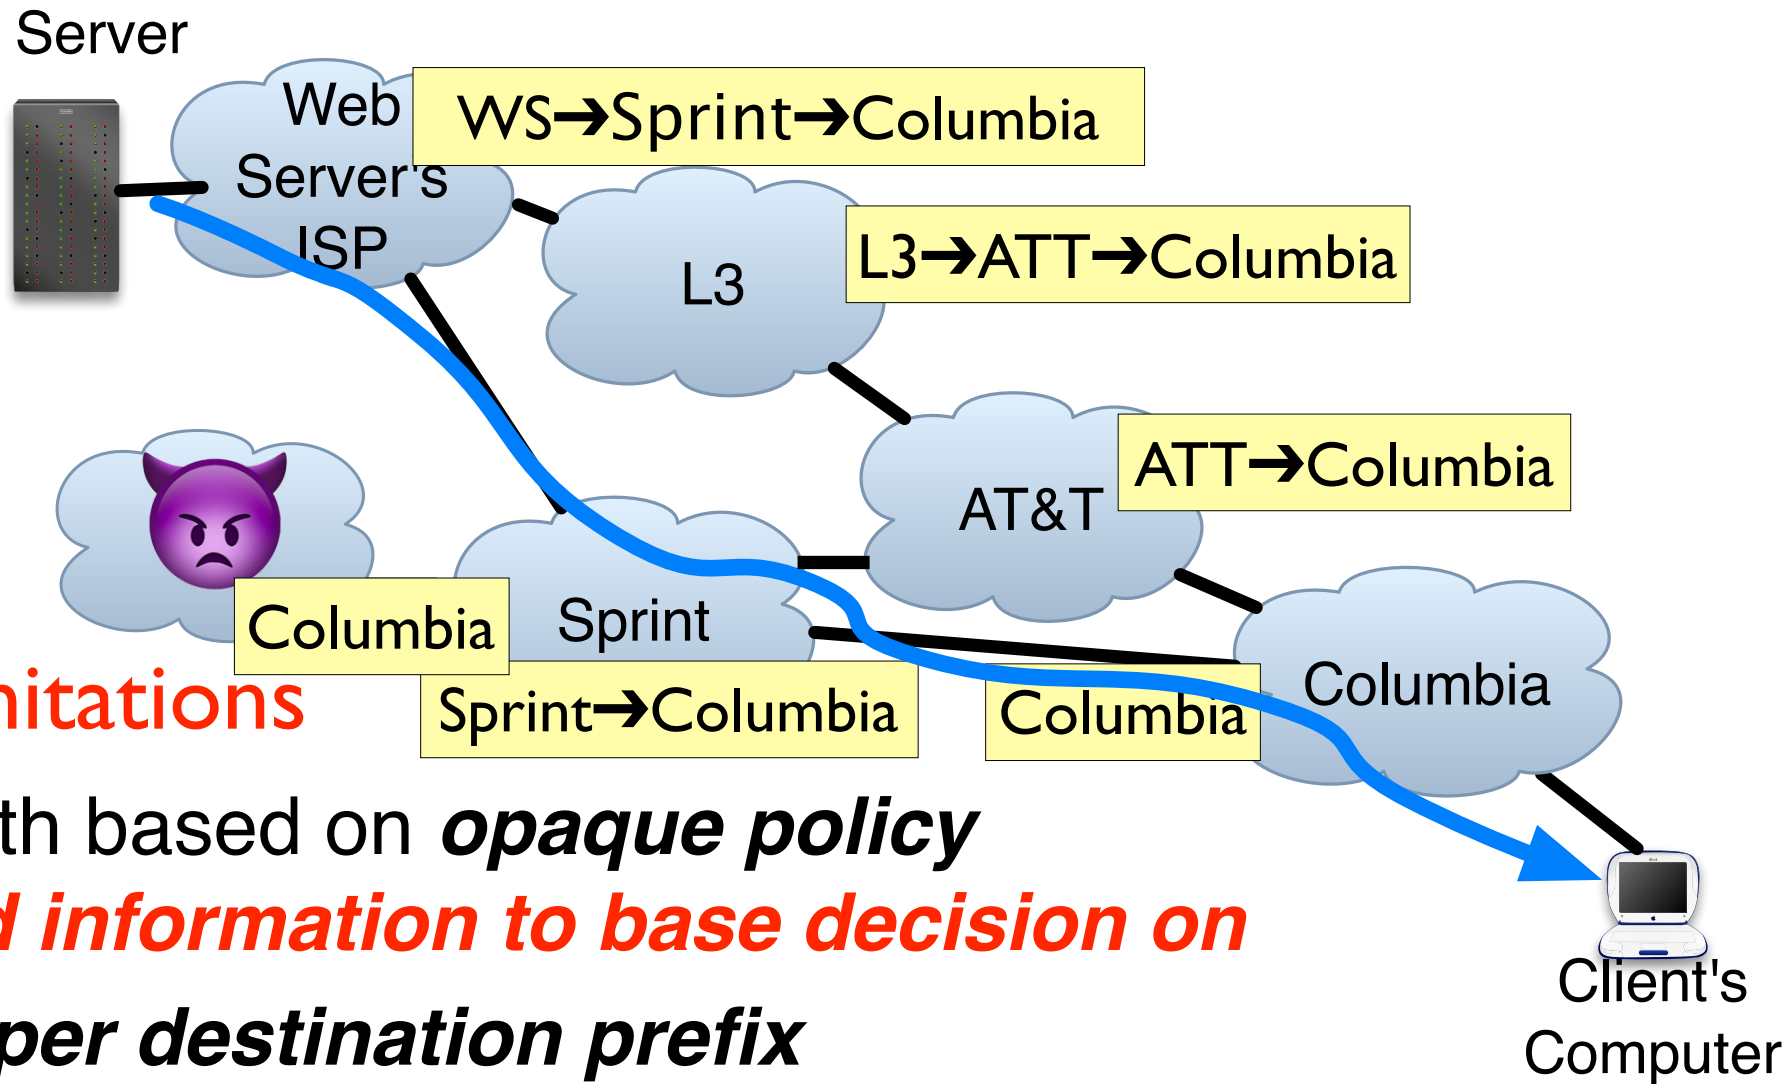 Server
Web
Server's
ISP
WS➔Sprint➔Columbia
L3
L3➔ATT➔Columbia
AT&T
ATT➔Columbia
Sprint
Columbia
Sprint➔Columbia
Columbia
Columbia
nitations
th based on opaque policy
d information to base decision on
per destination prefix
Client's
Computer